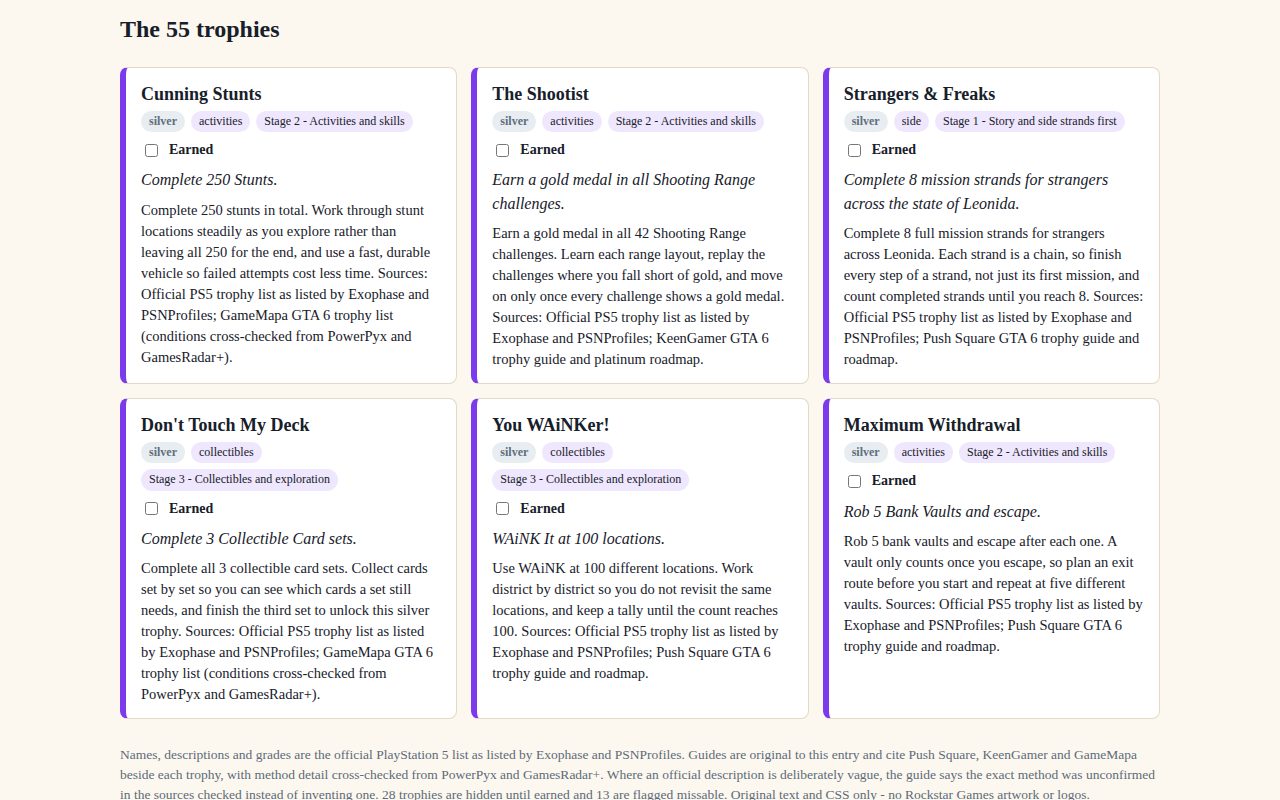 The 55 trophies
Cunning Stunts
silver activities Stage 2 - Activities and skills
Earned
Complete 250 Stunts.
Complete 250 stunts in total. Work through stunt
locations steadily as you explore rather than
leaving all 250 for the end, and use a fast, durable
vehicle so failed attempts cost less time. Sources:
Official PS5 trophy list as listed by Exophase and
PSNProfiles; GameMapa GTA 6 trophy list
(conditions cross-checked from PowerPyx and
GamesRadar+).
The Shootist
silver activities Stage 2 - Activities and skills
Earned
Earn a gold medal in all Shooting Range
challenges.
Earn a gold medal in all 42 Shooting Range
challenges. Learn each range layout, replay the
challenges where you fall short of gold, and move
on only once every challenge shows a gold medal.
Sources: Official PS5 trophy list as listed by
Exophase and PSNProfiles; KeenGamer GTA 6
trophy guide and platinum roadmap.
Strangers & Freaks
silver side Stage 1 - Story and side strands first
Earned
Complete 8 mission strands for strangers
across the state of Leonida.
Complete 8 full mission strands for strangers
across Leonida. Each strand is a chain, so finish
every step of a strand, not just its first mission, and
count completed strands until you reach 8. Sources:
Official PS5 trophy list as listed by Exophase and
PSNProfiles; Push Square GTA 6 trophy guide and
roadmap.
Don't Touch My Deck
silver collectibles
Stage 3 - Collectibles and exploration
Earned
Complete 3 Collectible Card sets.
Complete all 3 collectible card sets. Collect cards
set by set so you can see which cards a set still
needs, and finish the third set to unlock this silver
trophy. Sources: Official PS5 trophy list as listed
by Exophase and PSNProfiles; GameMapa GTA 6
trophy list (conditions cross-checked from
PowerPyx and GamesRadar+).
You WAiNKer!
silver collectibles
Stage 3 - Collectibles and exploration
Earned
WAiNK It at 100 locations.
Use WAiNK at 100 different locations. Work
district by district so you do not revisit the same
locations, and keep a tally until the count reaches
100. Sources: Official PS5 trophy list as listed by
Exophase and PSNProfiles; Push Square GTA 6
trophy guide and roadmap.
Maximum Withdrawal
silver activities Stage 2 - Activities and skills
Earned
Rob 5 Bank Vaults and escape.
Rob 5 bank vaults and escape after each one. A
vault only counts once you escape, so plan an exit
route before you start and repeat at five different
vaults. Sources: Official PS5 trophy list as listed by
Exophase and PSNProfiles; Push Square GTA 6
trophy guide and roadmap.
Names, descriptions and grades are the official PlayStation 5 list as listed by Exophase and PSNProfiles. Guides are original to this entry and cite Push Square, KeenGamer and GameMapa
beside each trophy, with method detail cross-checked from PowerPyx and GamesRadar+. Where an official description is deliberately vague, the guide says the exact method was unconfirmed
in the sources checked instead of inventing one. 28 trophies are hidden until earned and 13 are flagged missable. Original text and CSS only - no Rockstar Games artwork or logos.